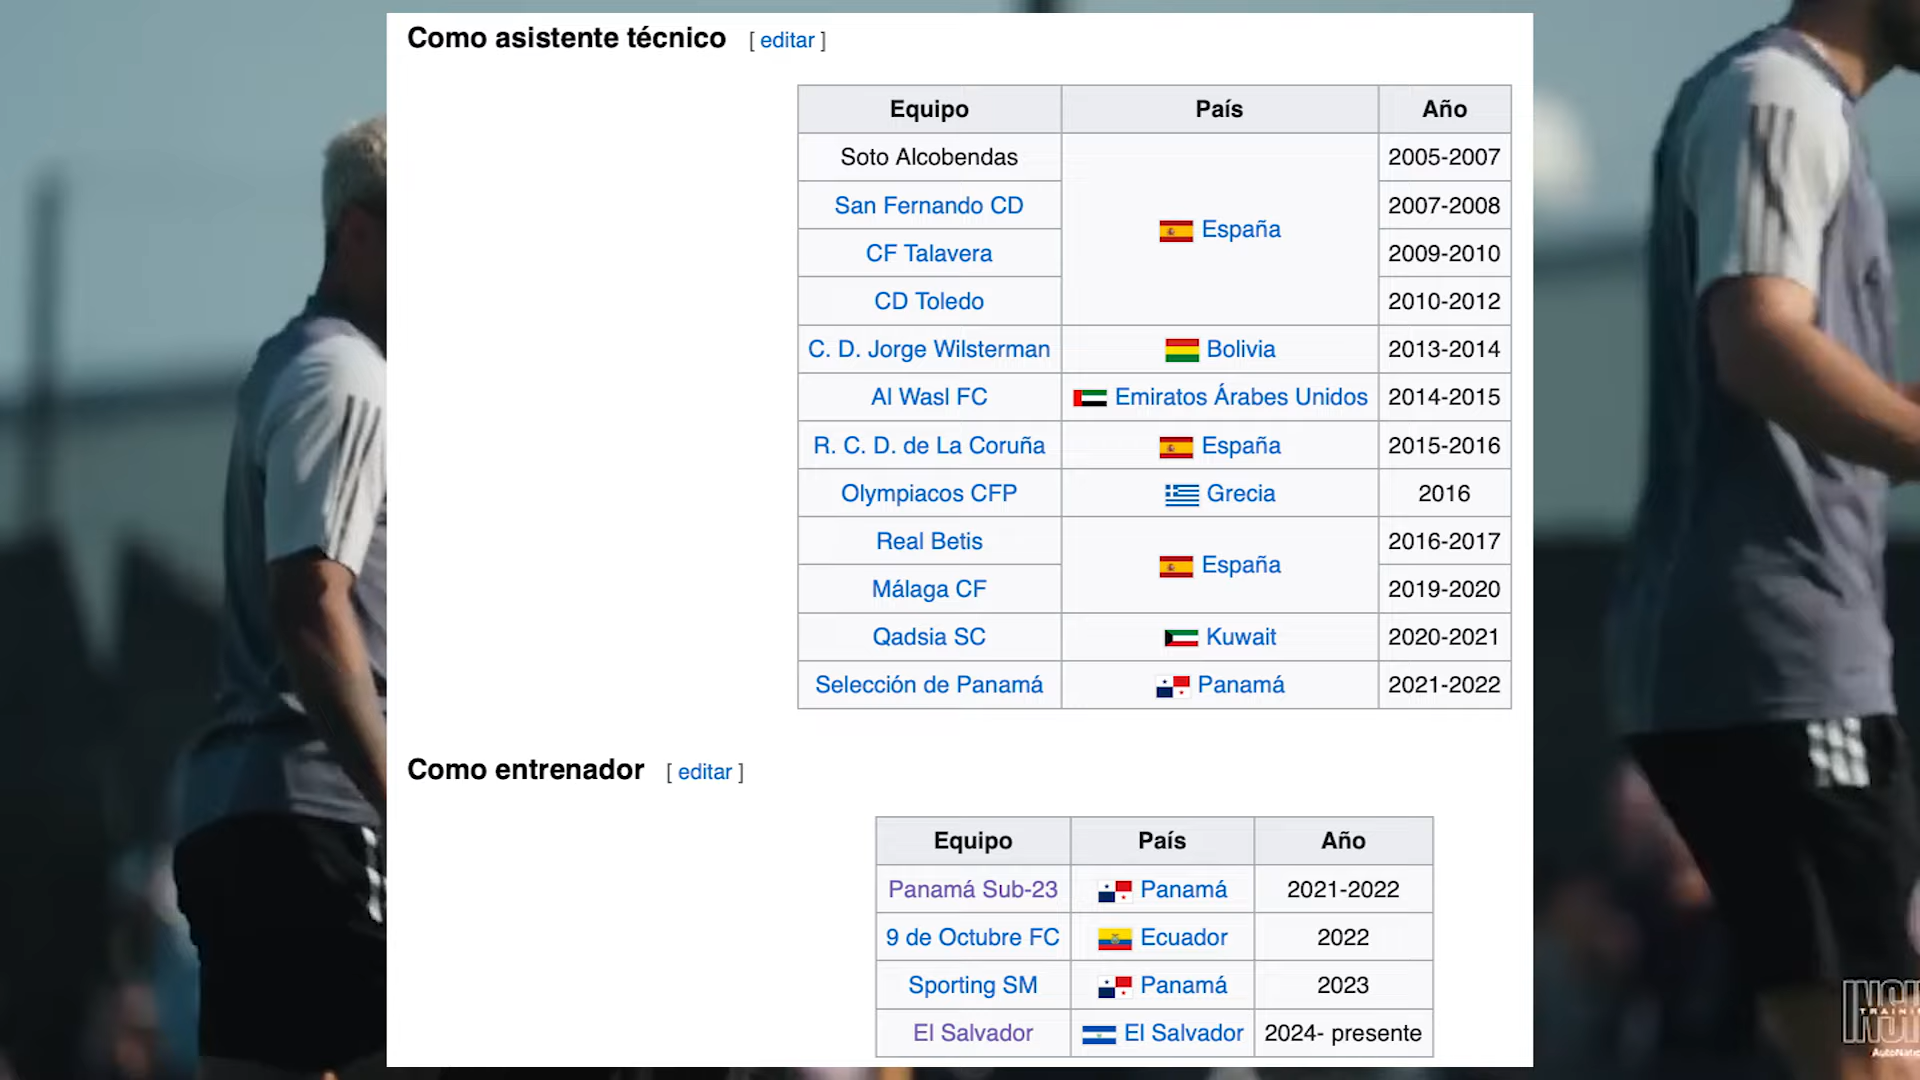 Como asistente técnico [ editar ]
Equipo País Año
Soto Alcobendas España 2005-2007
San Fernando CD 2007-2008
CF Talavera 2009-2010
CD Toledo 2010-2012
C. D. Jorge Wilsterman Bolivia 2013-2014
Al Wasl FC Emiratos Árabes Unidos 2014-2015
R. C. D. de La Coruña España 2015-2016
Olympiacos CFP Grecia 2016
Real Betis España 2016-2017
Málaga CF 2019-2020
Qadsia SC Kuwait 2020-2021
Selección de Panamá Panamá 2021-2022
Como entrenador [ editar ]
Equipo País Año
Panamá Sub-23 Panamá 2021-2022
9 de Octubre FC Ecuador 2022
Sporting SM Panamá 2023
El Salvador El Salvador 2024- presente